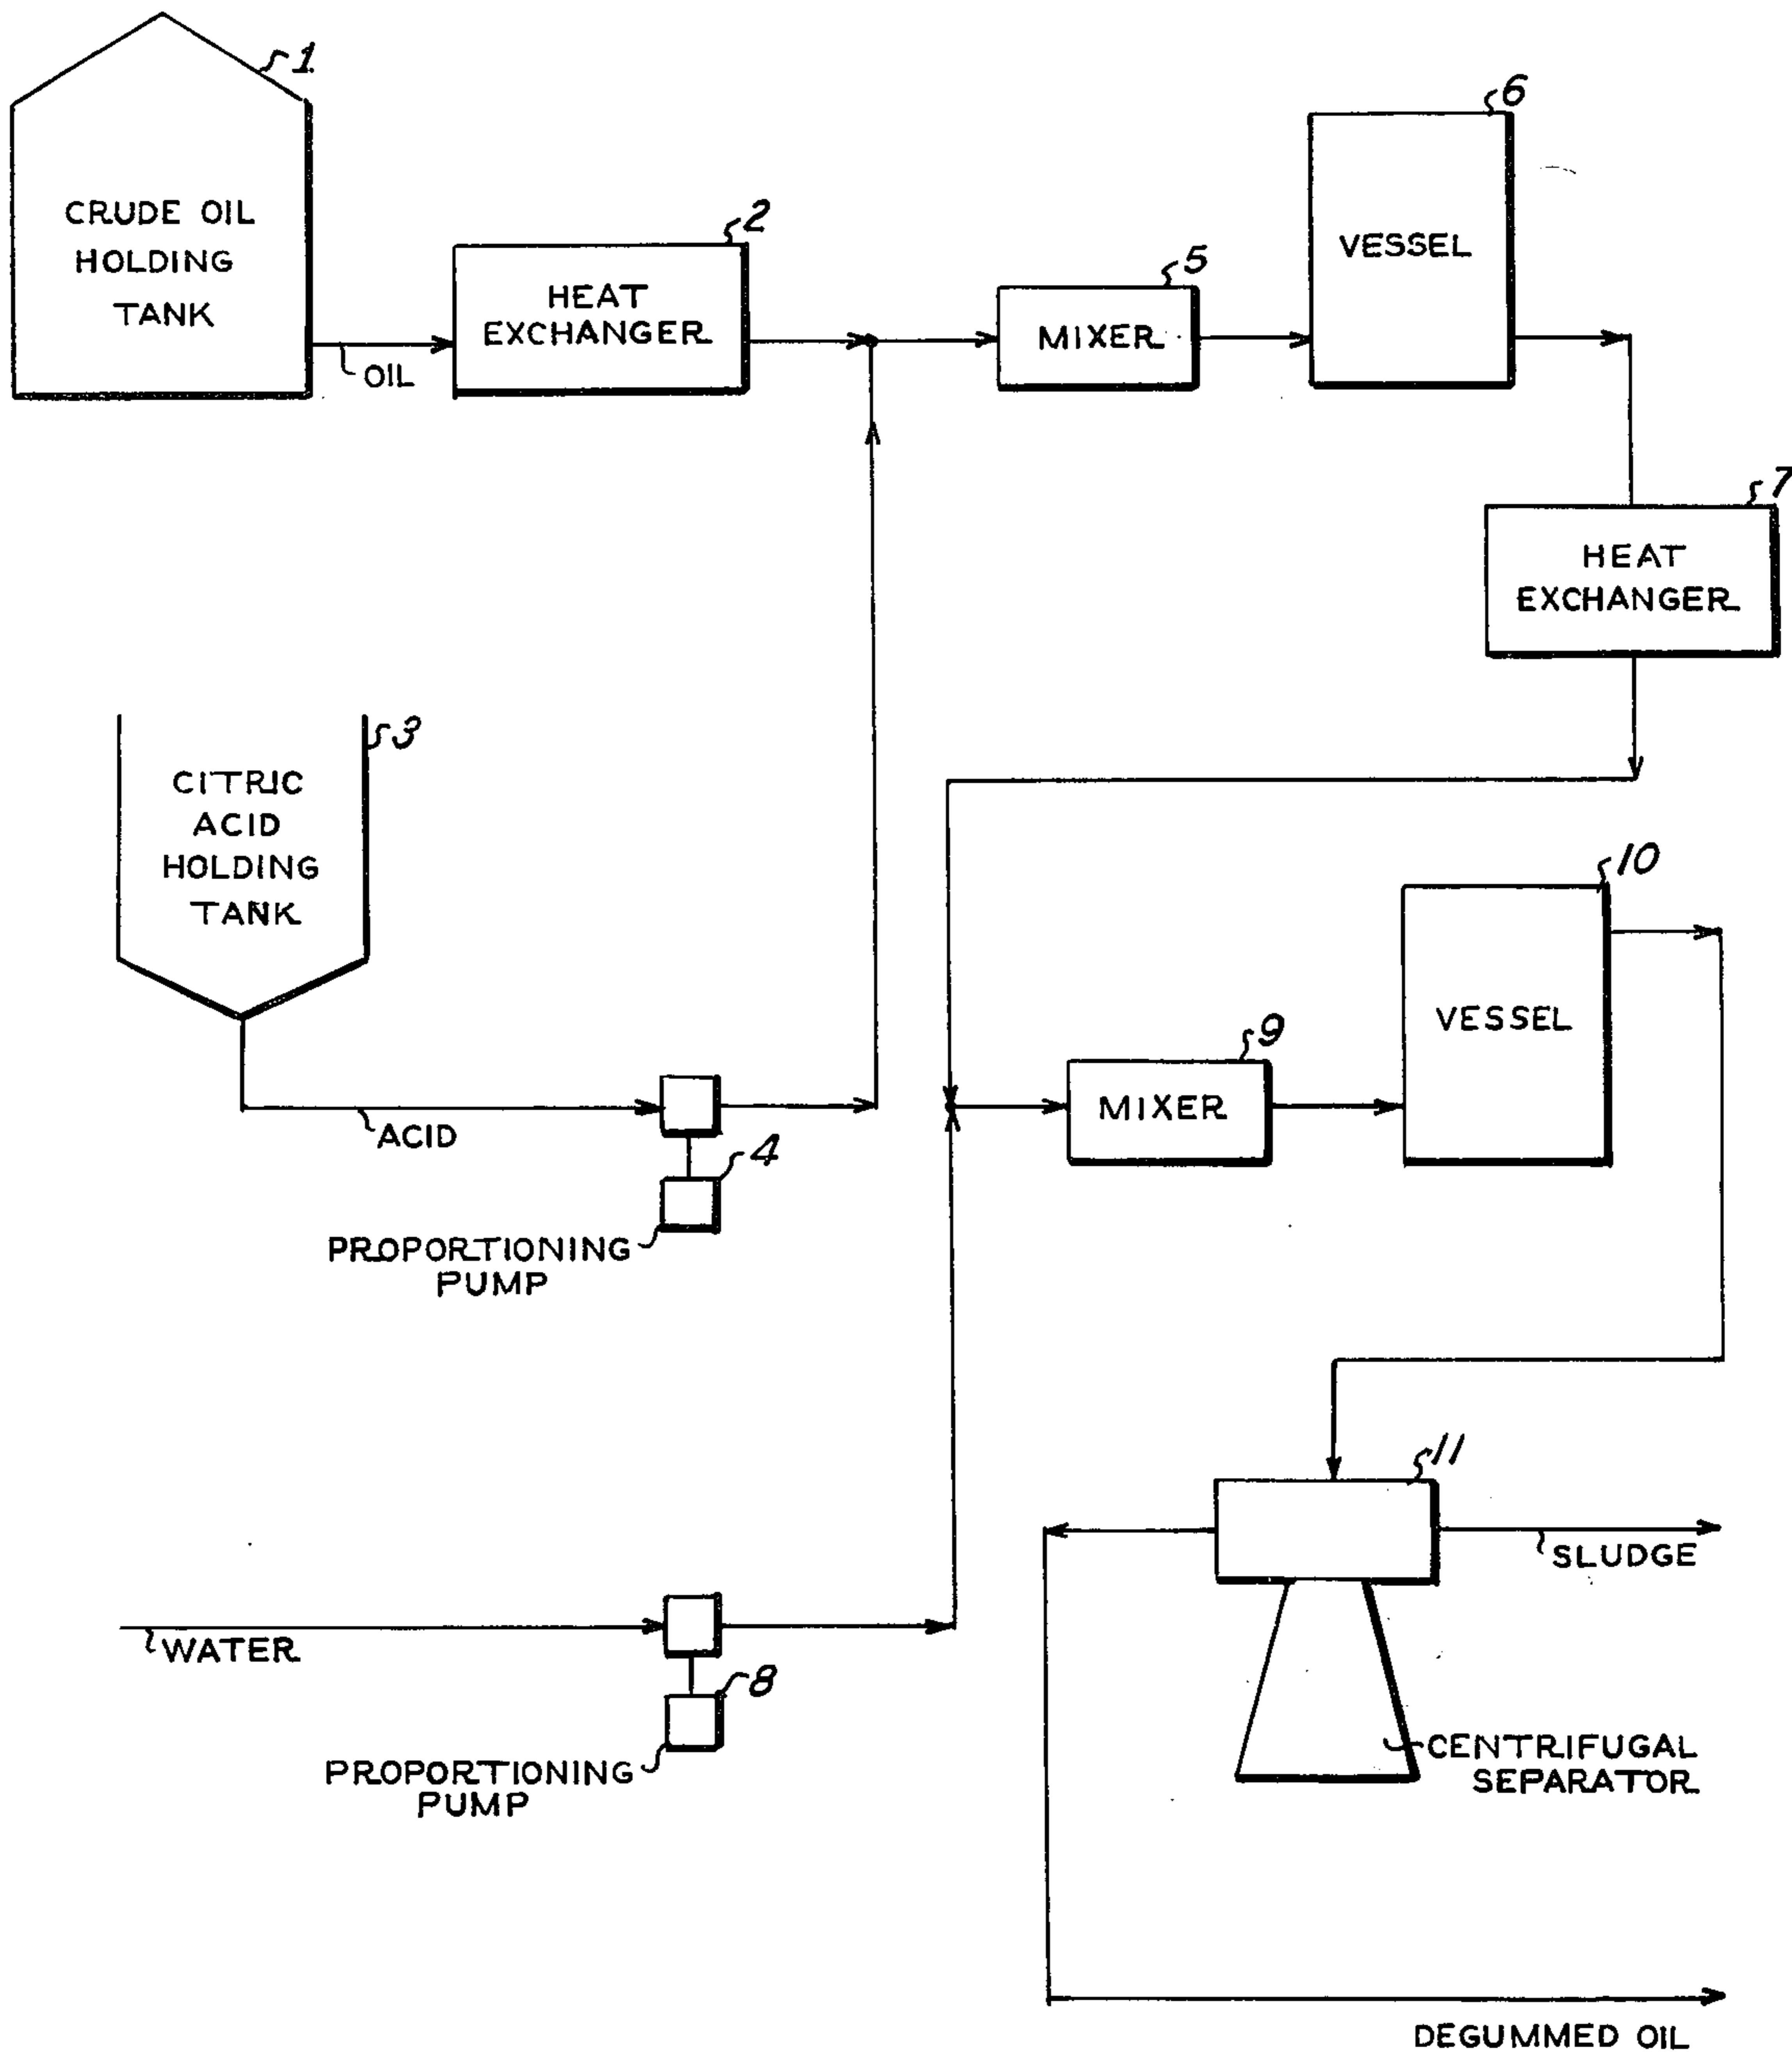 1
CRUDE OIL
HOLDING
TANK
OIL
2
HEAT
EXCHANGER
5
MIXER
6
VESSEL
7
HEAT
EXCHANGER
3
CITRIC
ACID
HOLDING
TANK
ACID
4
PROPORTIONING
PUMP
9
MIXER
10
VESSEL
WATER
8
PROPORTIONING
PUMP
11
SLUDGE
CENTRIFUGAL
SEPARATOR
DEGUMMED OIL